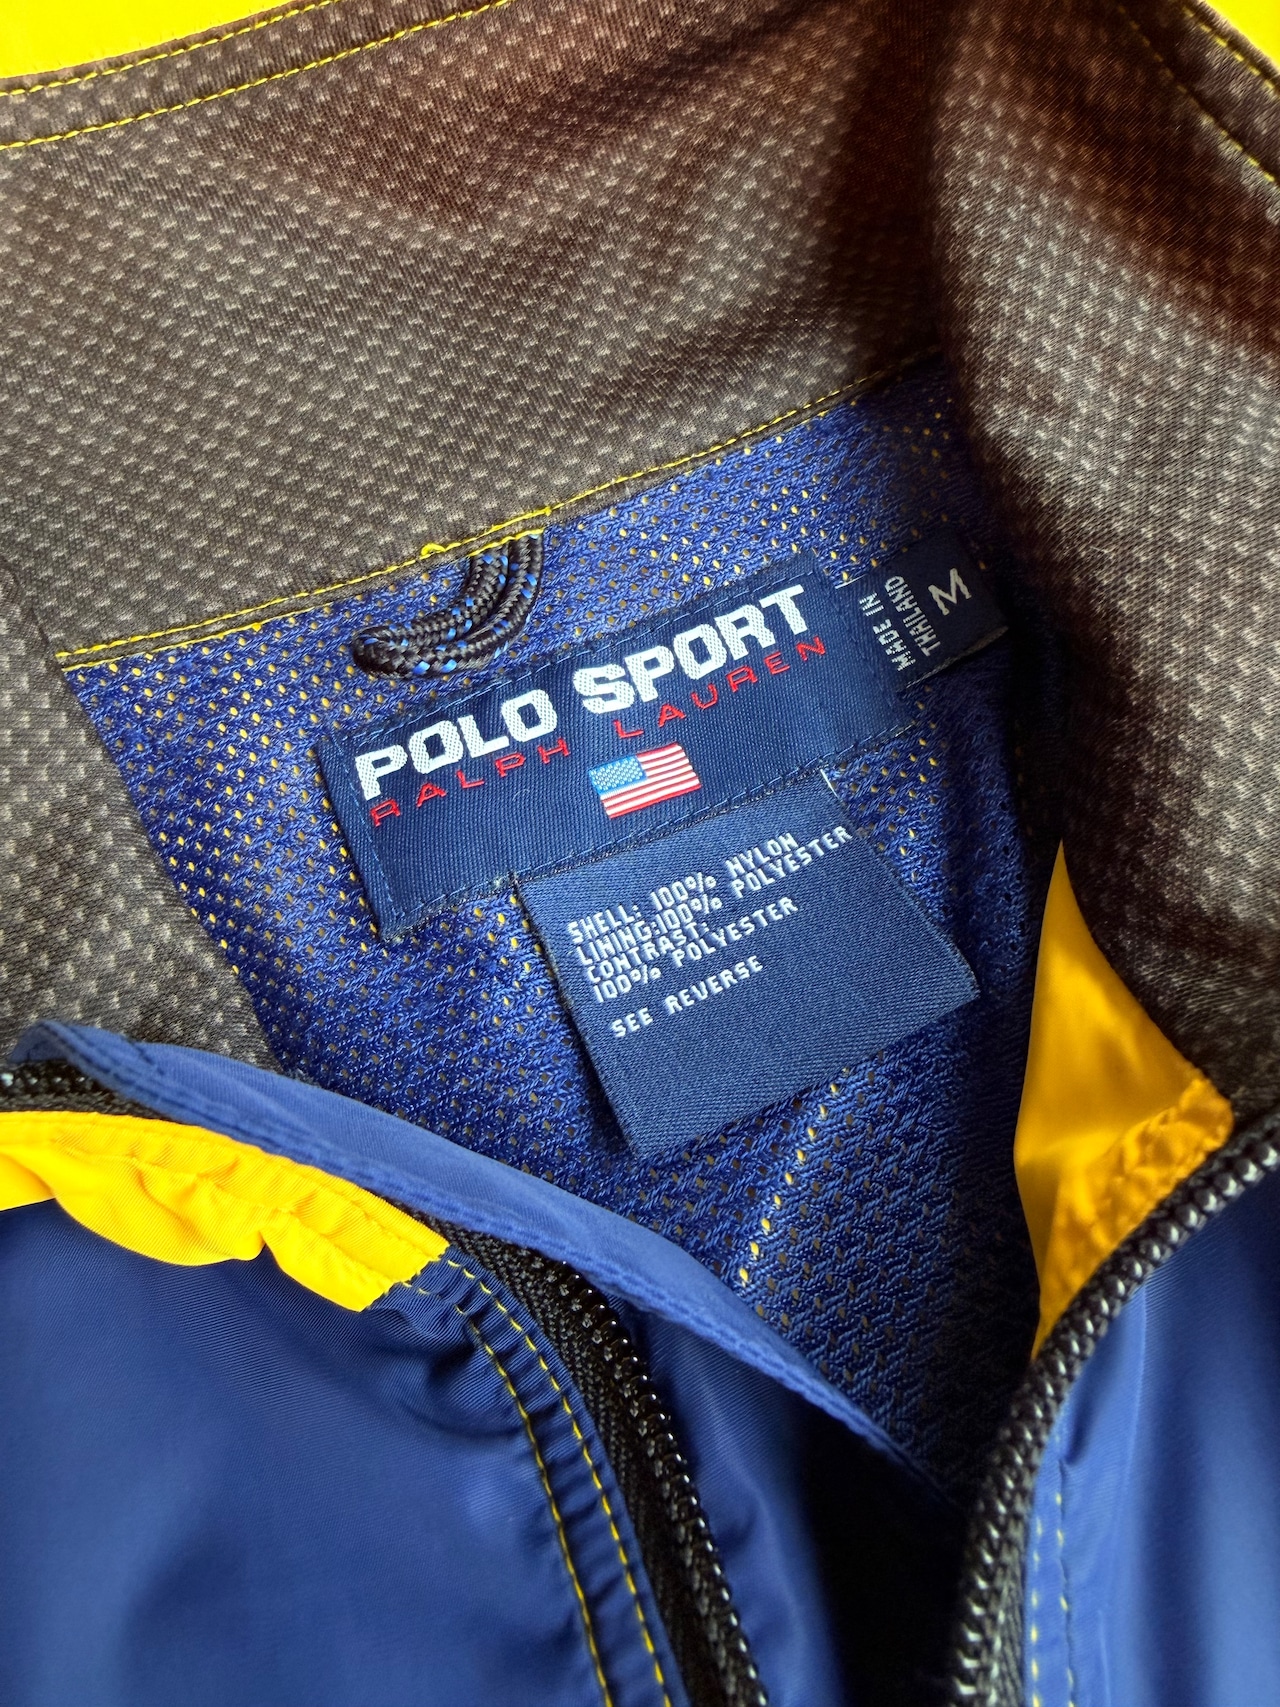 POLO SPORT
RALPH LAUREN
MADE IN
THAILAND
M
SHELL: 100% NYLON
LINING:100% POLYESTER
CONTRAST:
100% POLYESTER
SEE REVERSE